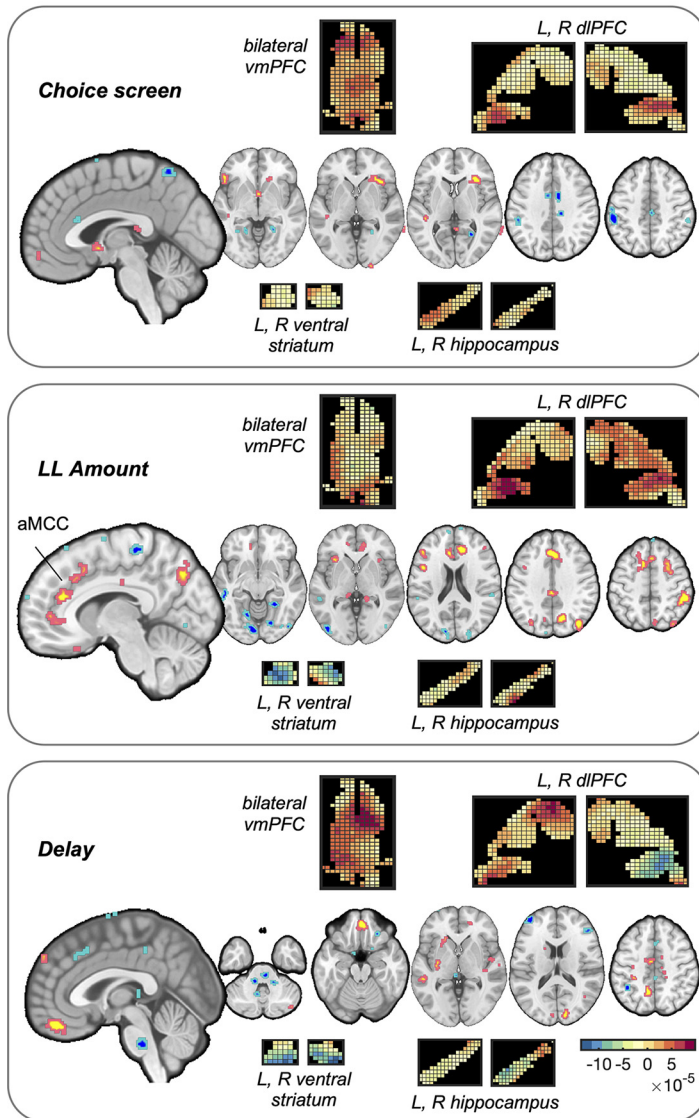 Choice screen
bilateral
vmPFC
L, R dlPFC
L, R ventral
striatum
L, R hippocampus
LL Amount
bilateral
vmPFC
L, R dlPFC
aMCC
L, R ventral
striatum
L, R hippocampus
Delay
bilateral
vmPFC
L, R dlPFC
L, R ventral
striatum
L, R hippocampus
-10 -5 0 5
×10⁻⁵